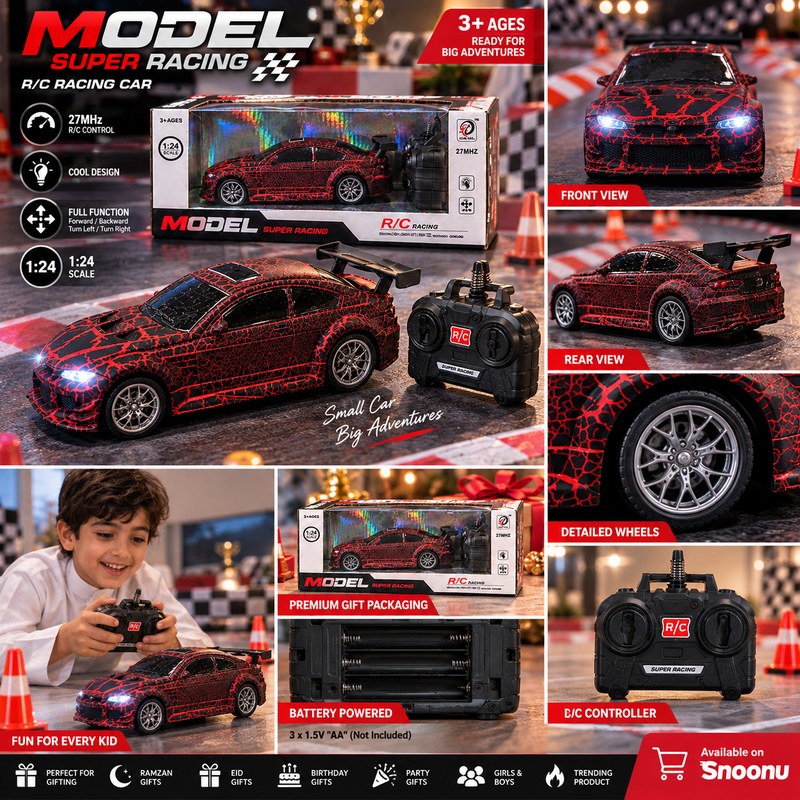 MODEL
SUPER RACING
R/C RACING CAR
3+ AGES
READY FOR
BIG ADVENTURES
27MHz
R/C CONTROL
COOL DESIGN
FULL FUNCTION
Forward / Backward
Turn Left / Turn Right
1:24
1:24
SCALE
3+AGES
1:24
SCALE
27MHZ
MODEL SUPER RACING
R/C RACING
R/C
SUPER RACING
Small Car
Big Adventures
FRONT VIEW
REAR VIEW
DETAILED WHEELS
FUN FOR EVERY KID
3+AGES
1:24
27MHZ
MODEL SUPER RACING
R/C RACING
PREMIUM GIFT PACKAGING
BATTERY POWERED
3 x 1.5V "AA" (Not Included)
R/C
SUPER RACING
R/C CONTROLLER
PERFECT FOR
GIFTING
RAMZAN
GIFTS
EID
GIFTS
BIRTHDAY
GIFTS
PARTY
GIFTS
GIRLS &
BOYS
TRENDING
PRODUCT
Available on
Snoonu